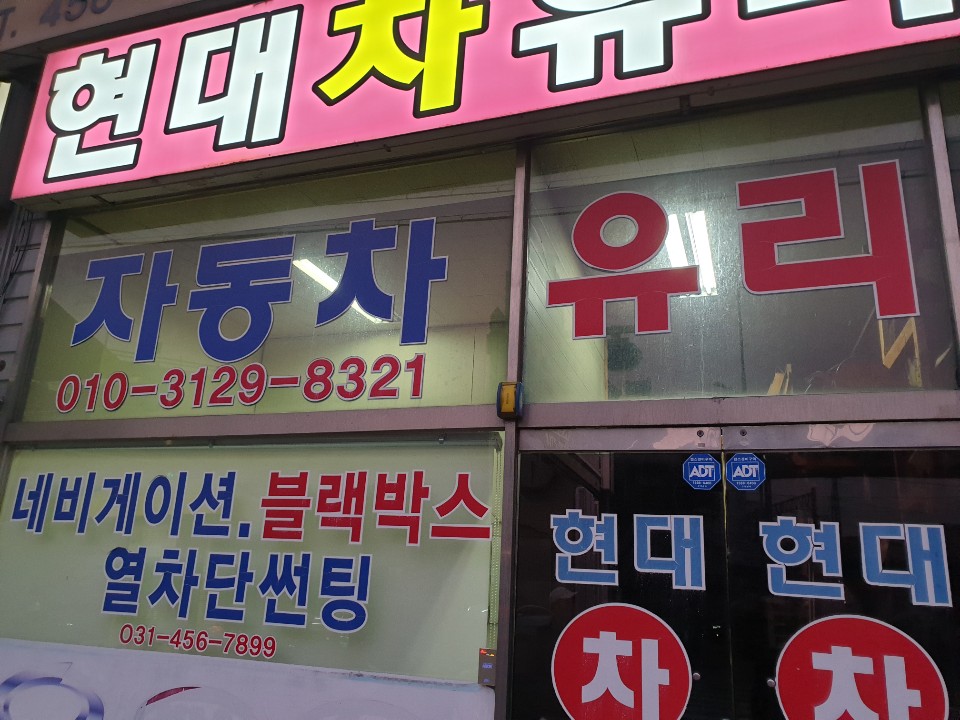 현대차유리
자동차 유리
010-3129-8321
네비게이션.블랙박스
열차단썬팅
031-456-7899
ADT
ADT
현대 현대
차 차